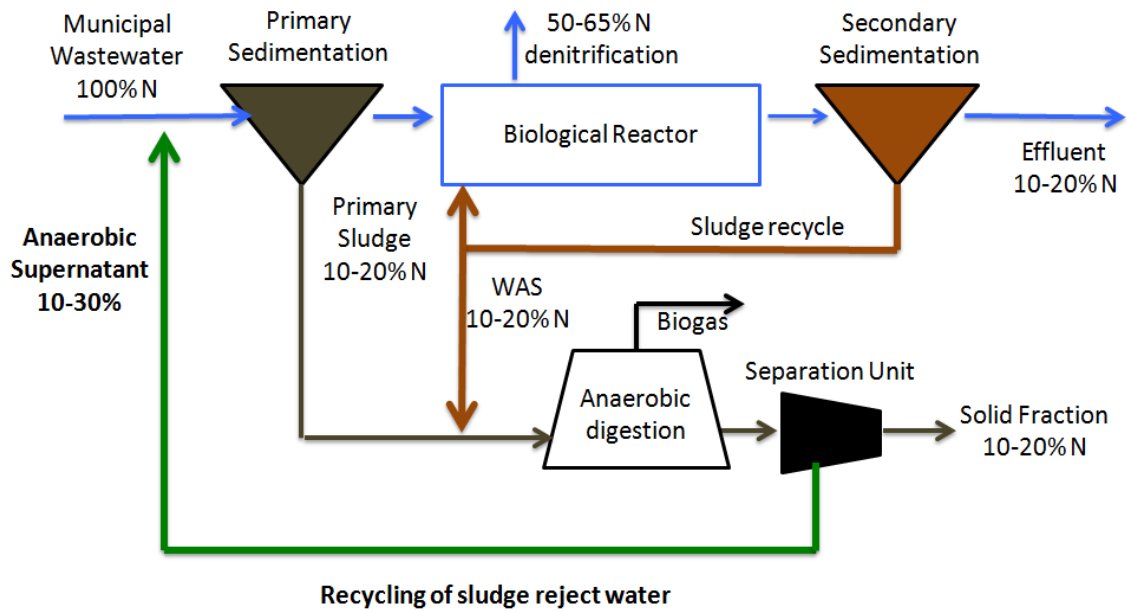 Municipal
Wastewater
100% N
Primary
Sedimentation
50-65% N
denitrification
Secondary
Sedimentation
Biological Reactor
Effluent
10-20% N
Primary
Sludge
10-20% N
Sludge recycle
Anaerobic
Supernatant
10-30%
WAS
10-20% N
Biogas
Anaerobic
digestion
Separation Unit
Solid Fraction
10-20% N
Recycling of sludge reject water